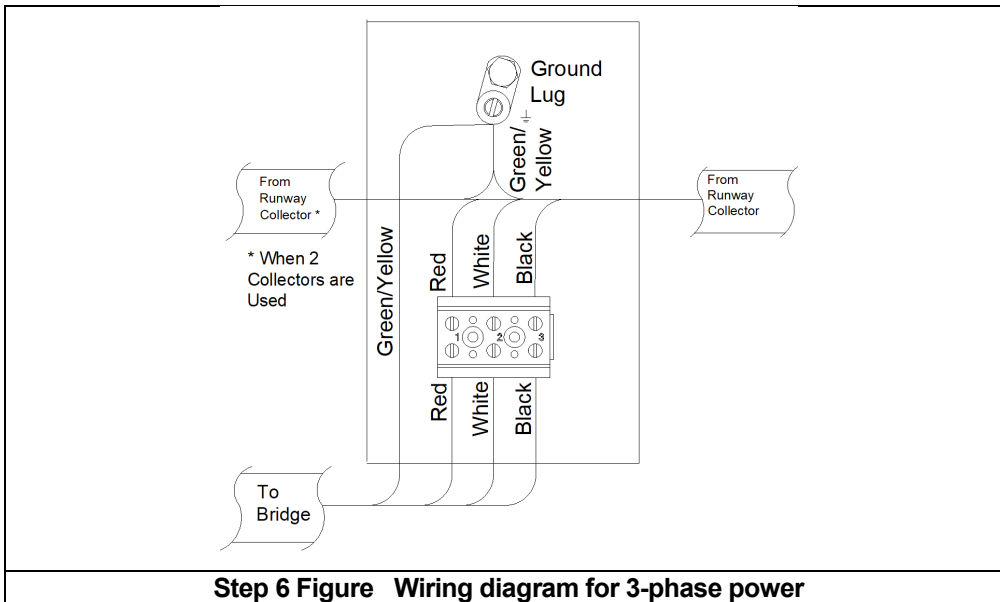 Ground
Lug
Green/
Yellow
From
Runway
Collector *
From
Runway
Collector
* When 2
Collectors are
Used
Green/Yellow
Red
White
Black
1
2
3
Red
White
Black
To
Bridge
Step 6 Figure Wiring diagram for 3-phase power